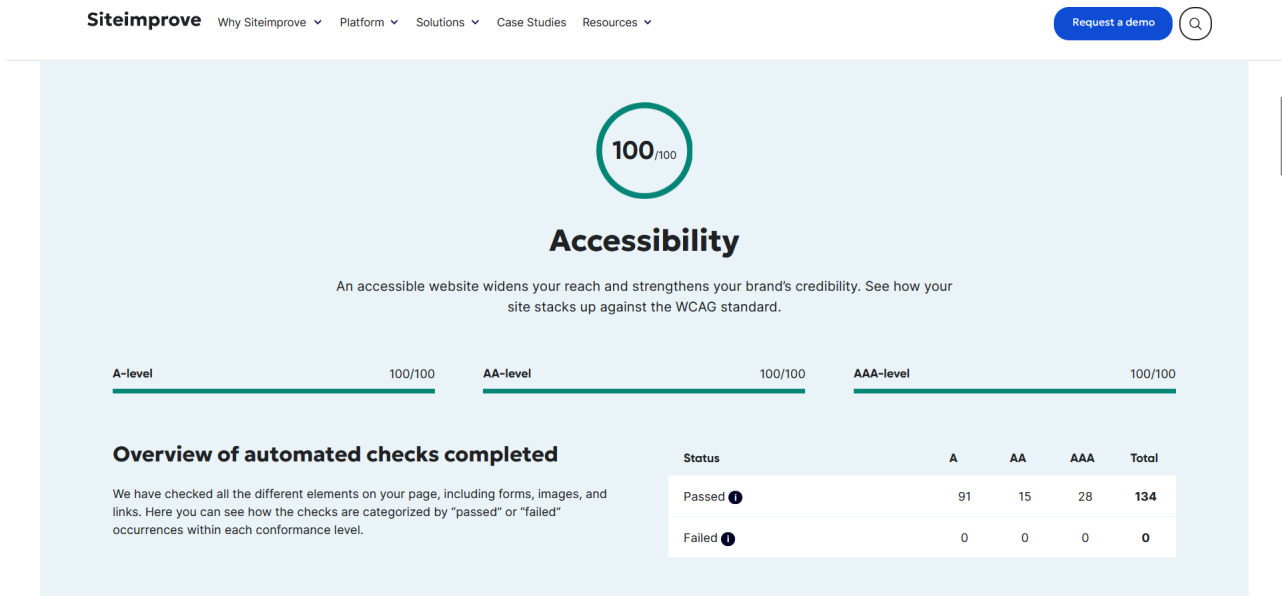 Siteimprove Why Siteimprove Platform Solutions Case Studies Resources Request a demo
100/100
Accessibility
An accessible website widens your reach and strengthens your brand’s credibility. See how your
site stacks up against the WCAG standard.
A-level 100/100 AA-level 100/100 AAA-level 100/100
Overview of automated checks completed
We have checked all the different elements on your page, including forms, images, and
links. Here you can see how the checks are categorized by “passed” or “failed”
occurrences within each conformance level.
Status A AA AAA Total
Passed i 91 15 28 134
Failed i 0 0 0 0